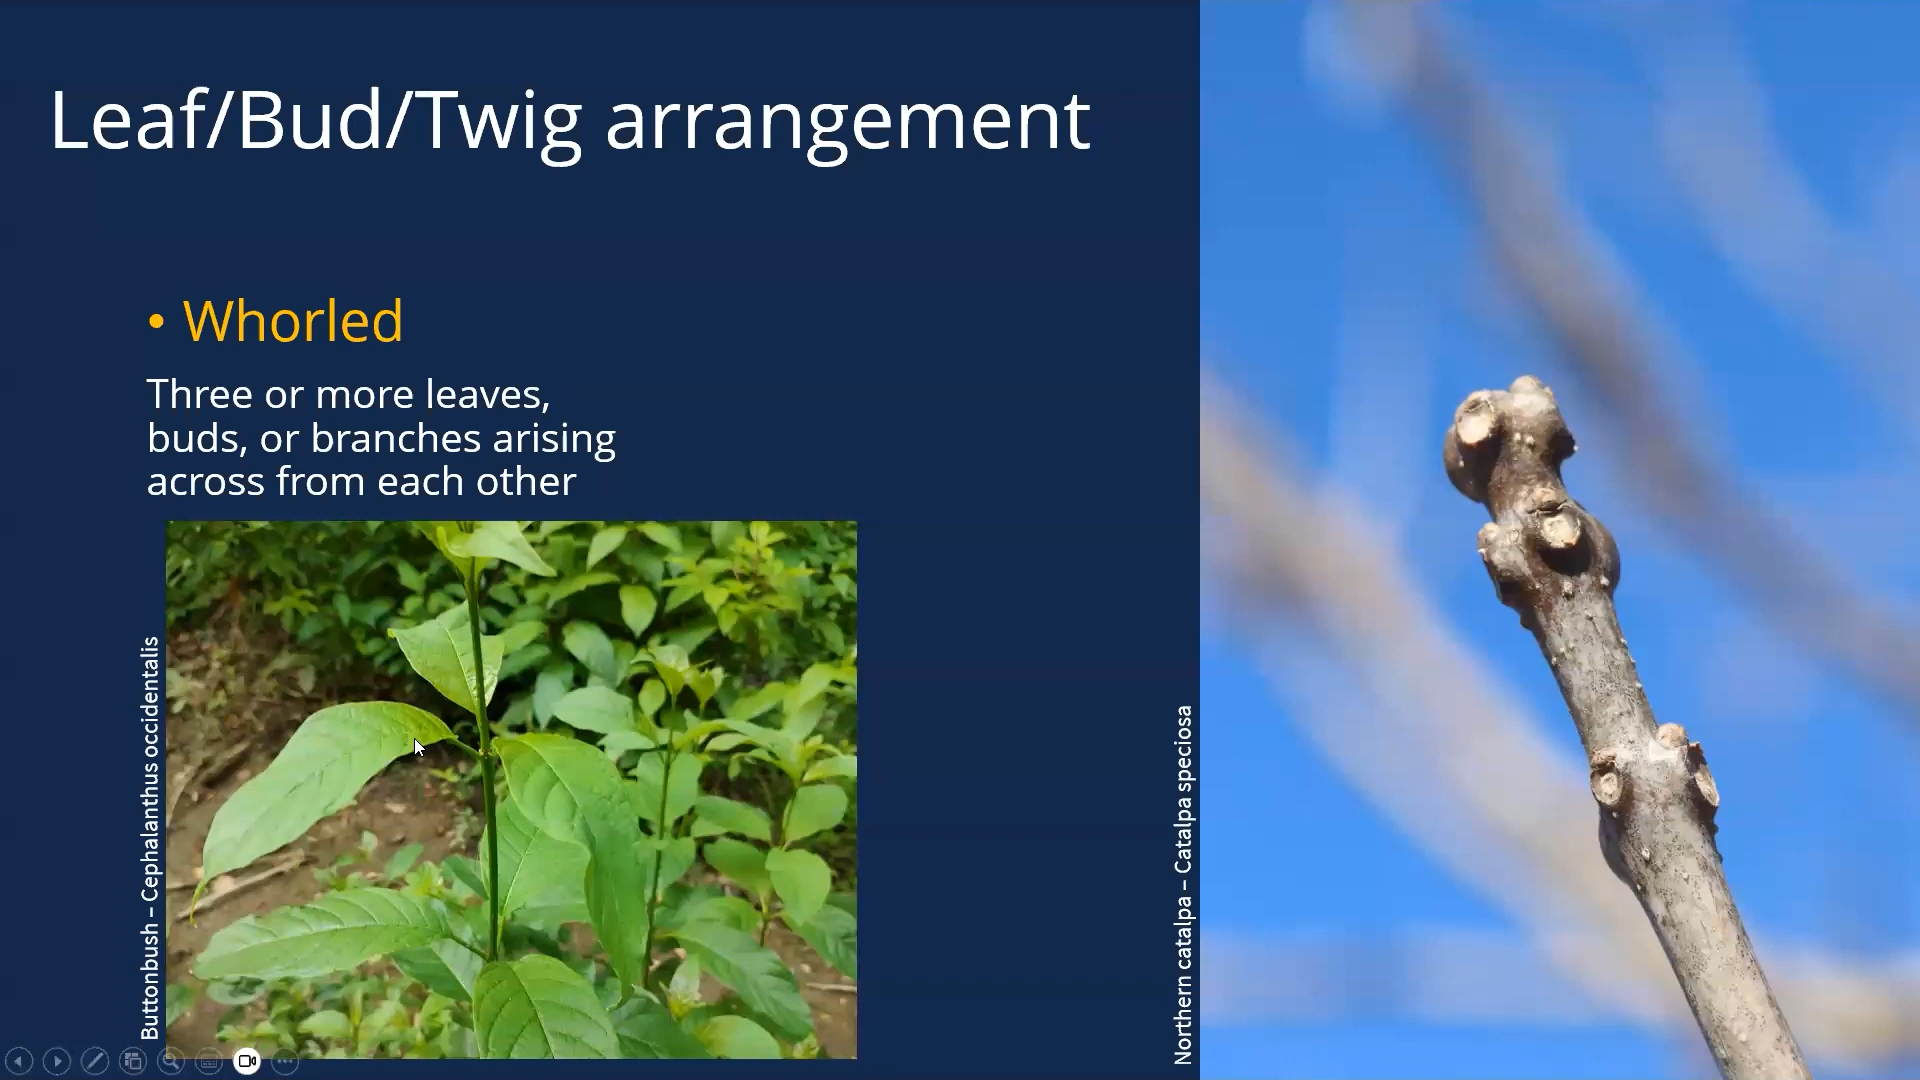 Leaf/Bud/Twig arrangement
• Whorled
Three or more leaves,
buds, or branches arising
across from each other
Buttonbush – Cephalanthus occidentalis
Northern catalpa – Catalpa speciosa